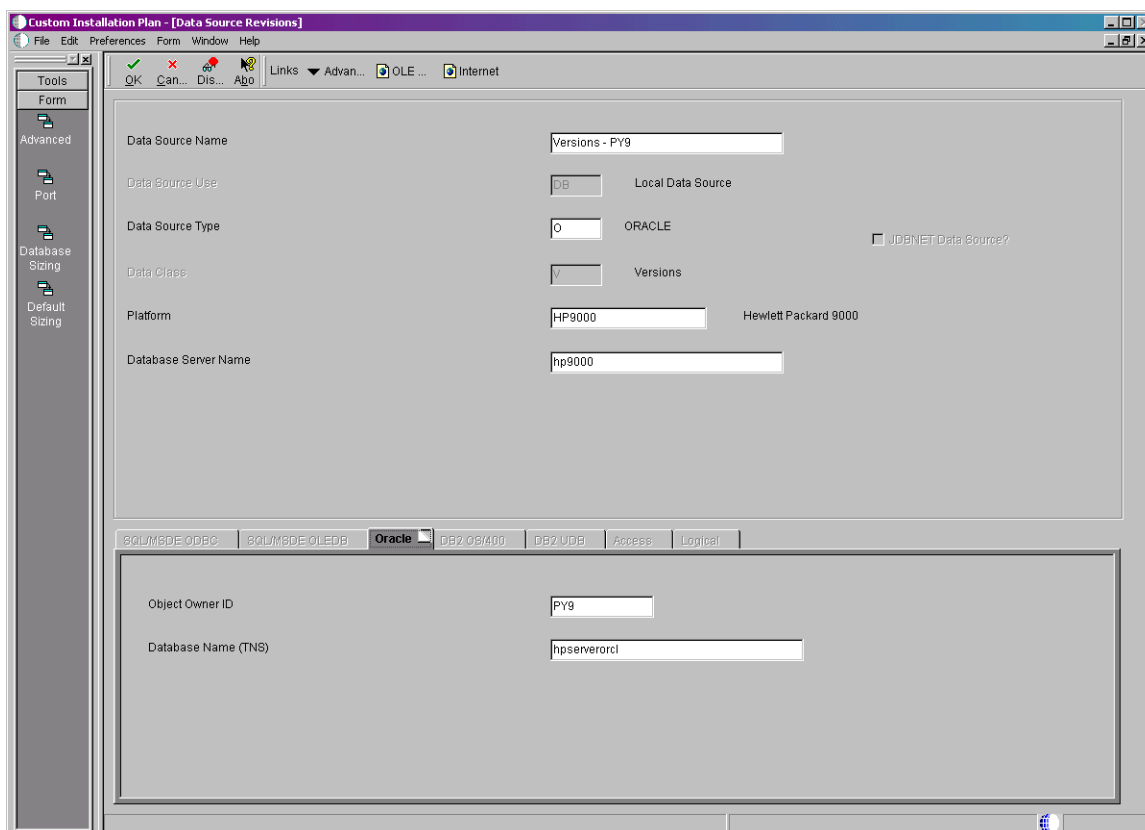 Custom Installation Plan - [Data Source Revisions]
File Edit Preferences Form Window Help
Tools
Form
Advanced
Port
Database
Sizing
Default
Sizing
OK Can... Dis... Abo Links Advan... OLE ... Internet
Data Source Name Versions - PY9
Data Source Use DB Local Data Source
Data Source Type O ORACLE
JDBNET Data Source?
Data Class V Versions
Platform HP9000 Hewlett Packard 9000
Database Server Name hp9000
SQL/MSDE ODBC SQL/MSDE OLEDB Oracle DB2 OS/400 DB2 UDB Access Logical
Object Owner ID PY9
Database Name (TNS) hpserverorcl